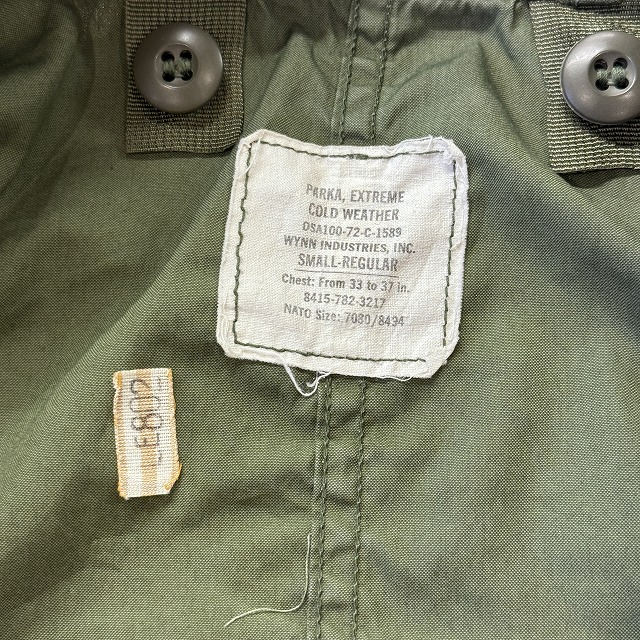 PARKA, EXTREME
COLD WEATHER
DSA100-72-C-1589
WYNN INDUSTRIES, INC.
SMALL-REGULAR
Chest: From 33 to 37 in.
8415-782-3217
NATO Size: 7080/8494